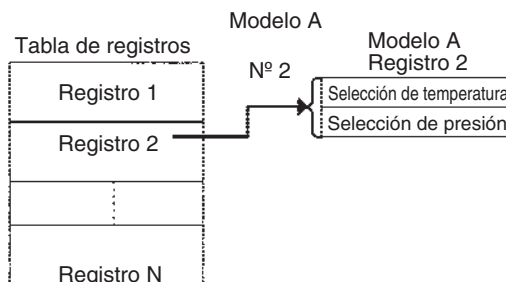 Modelo A
Tabla de registros
Nº 2
Modelo A
Registro 2
Registro 1
Selección de temperatura
Selección de presión
Registro 2
Registro N